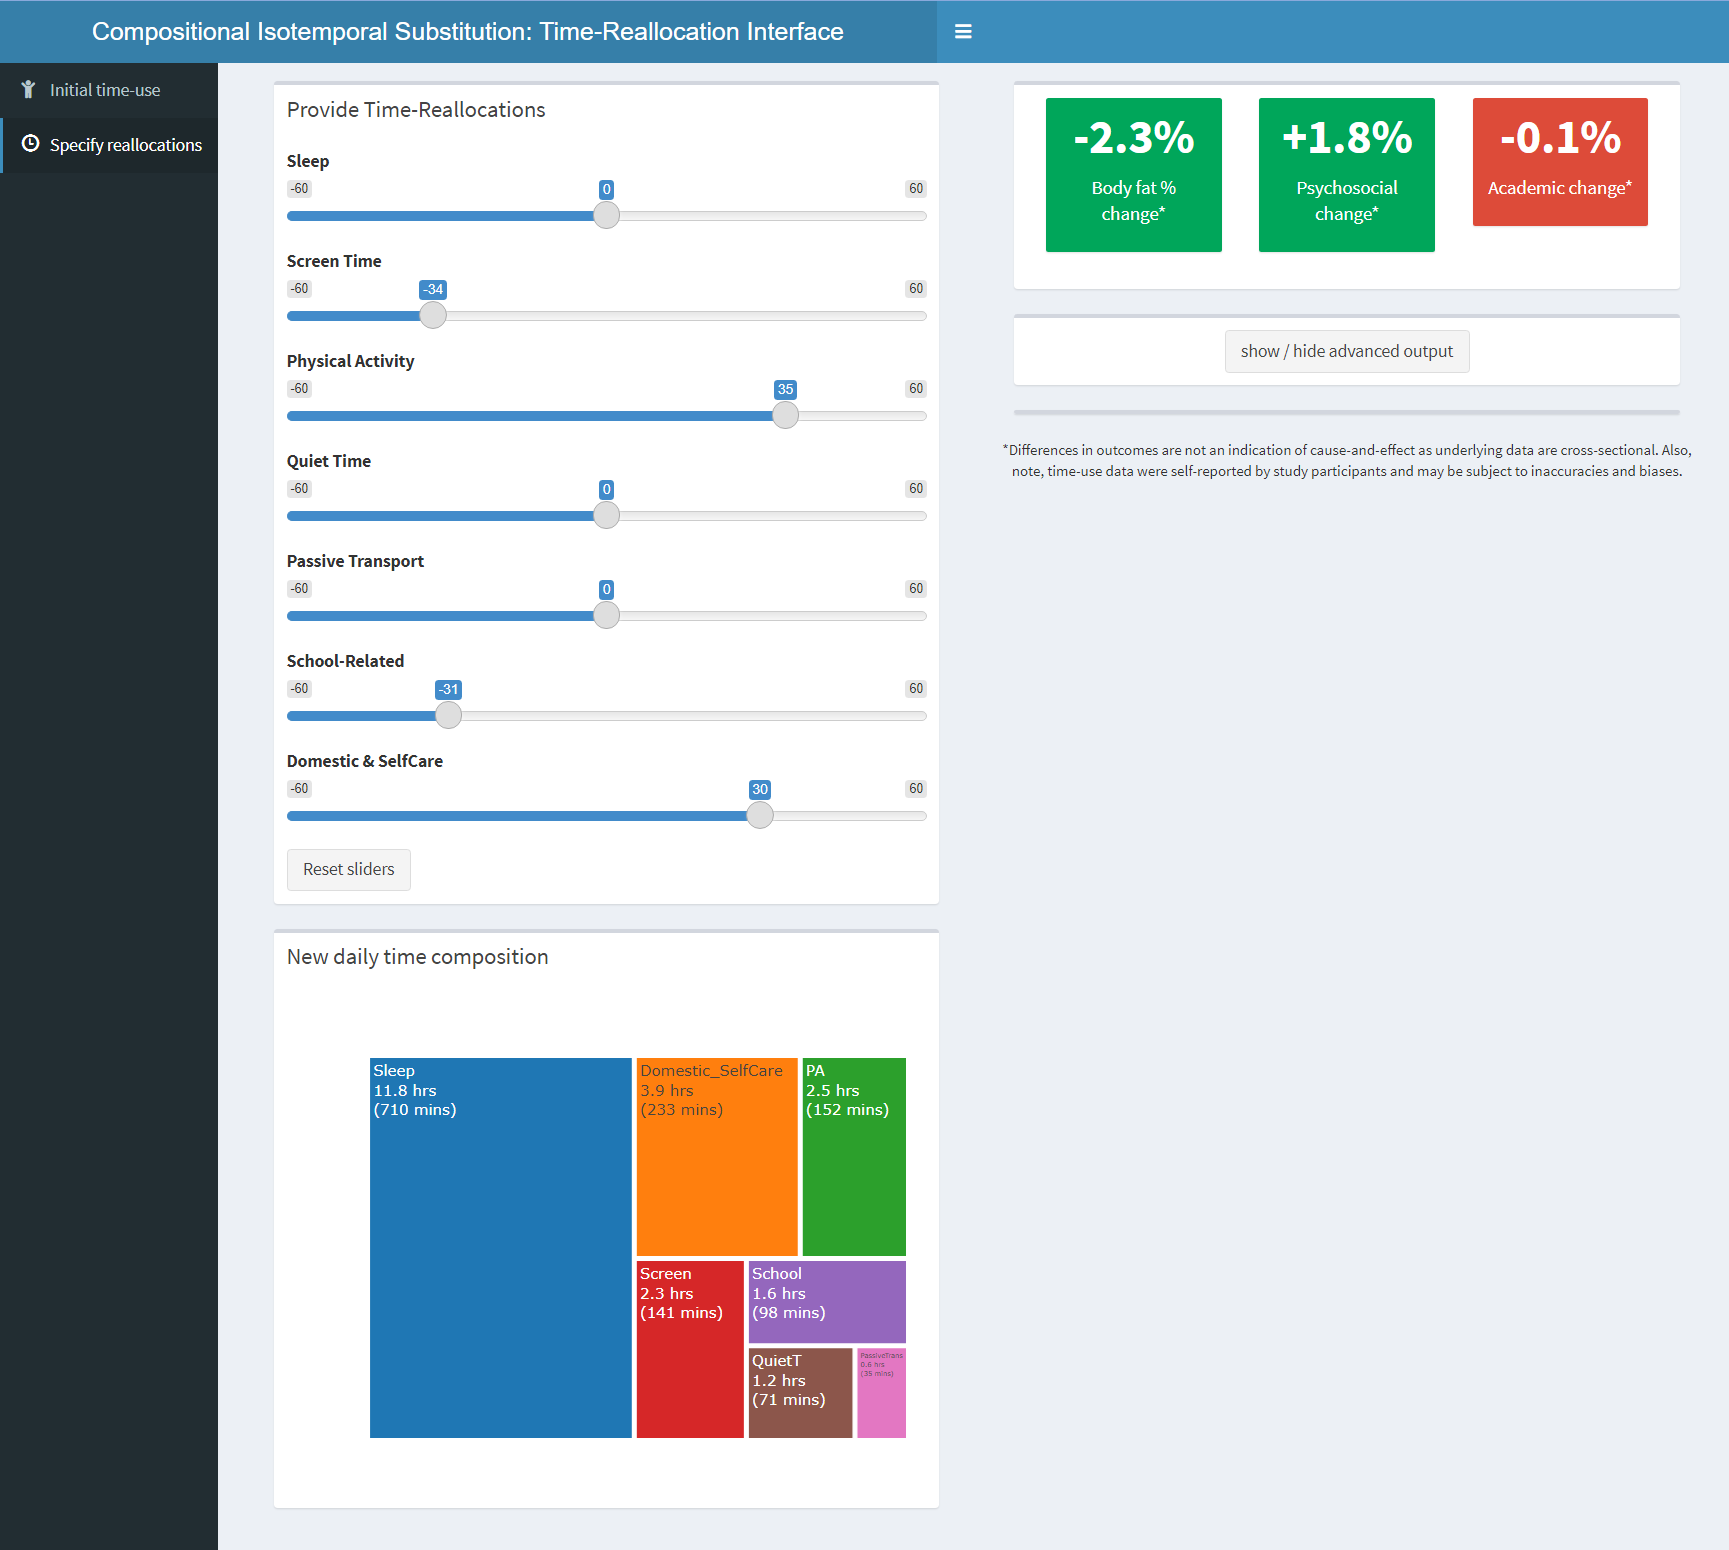 Compositional Isotemporal Substitution: Time-Reallocation Interface
Initial time-use
Specify reallocations
Provide Time-Reallocations
Sleep
-60 0 60
Screen Time
-60 -34 60
Physical Activity
-60 35 60
Quiet Time
-60 0 60
Passive Transport
-60 0 60
School-Related
-60 -31 60
Domestic & SelfCare
-60 30 60
Reset sliders
New daily time composition
Sleep
11.8 hrs
(710 mins)
Domestic_SelfCare
3.9 hrs
(233 mins)
PA
2.5 hrs
(152 mins)
Screen
2.3 hrs
(141 mins)
School
1.6 hrs
(98 mins)
QuietT
1.2 hrs
(71 mins)
PassiveTrans
0.6 hrs
(35 mins)
-2.3%
Body fat %
change*
+1.8%
Psychosocial
change*
-0.1%
Academic change*
show / hide advanced output
*Differences in outcomes are not an indication of cause-and-effect as underlying data are cross-sectional. Also,
note, time-use data were self-reported by study participants and may be subject to inaccuracies and biases.